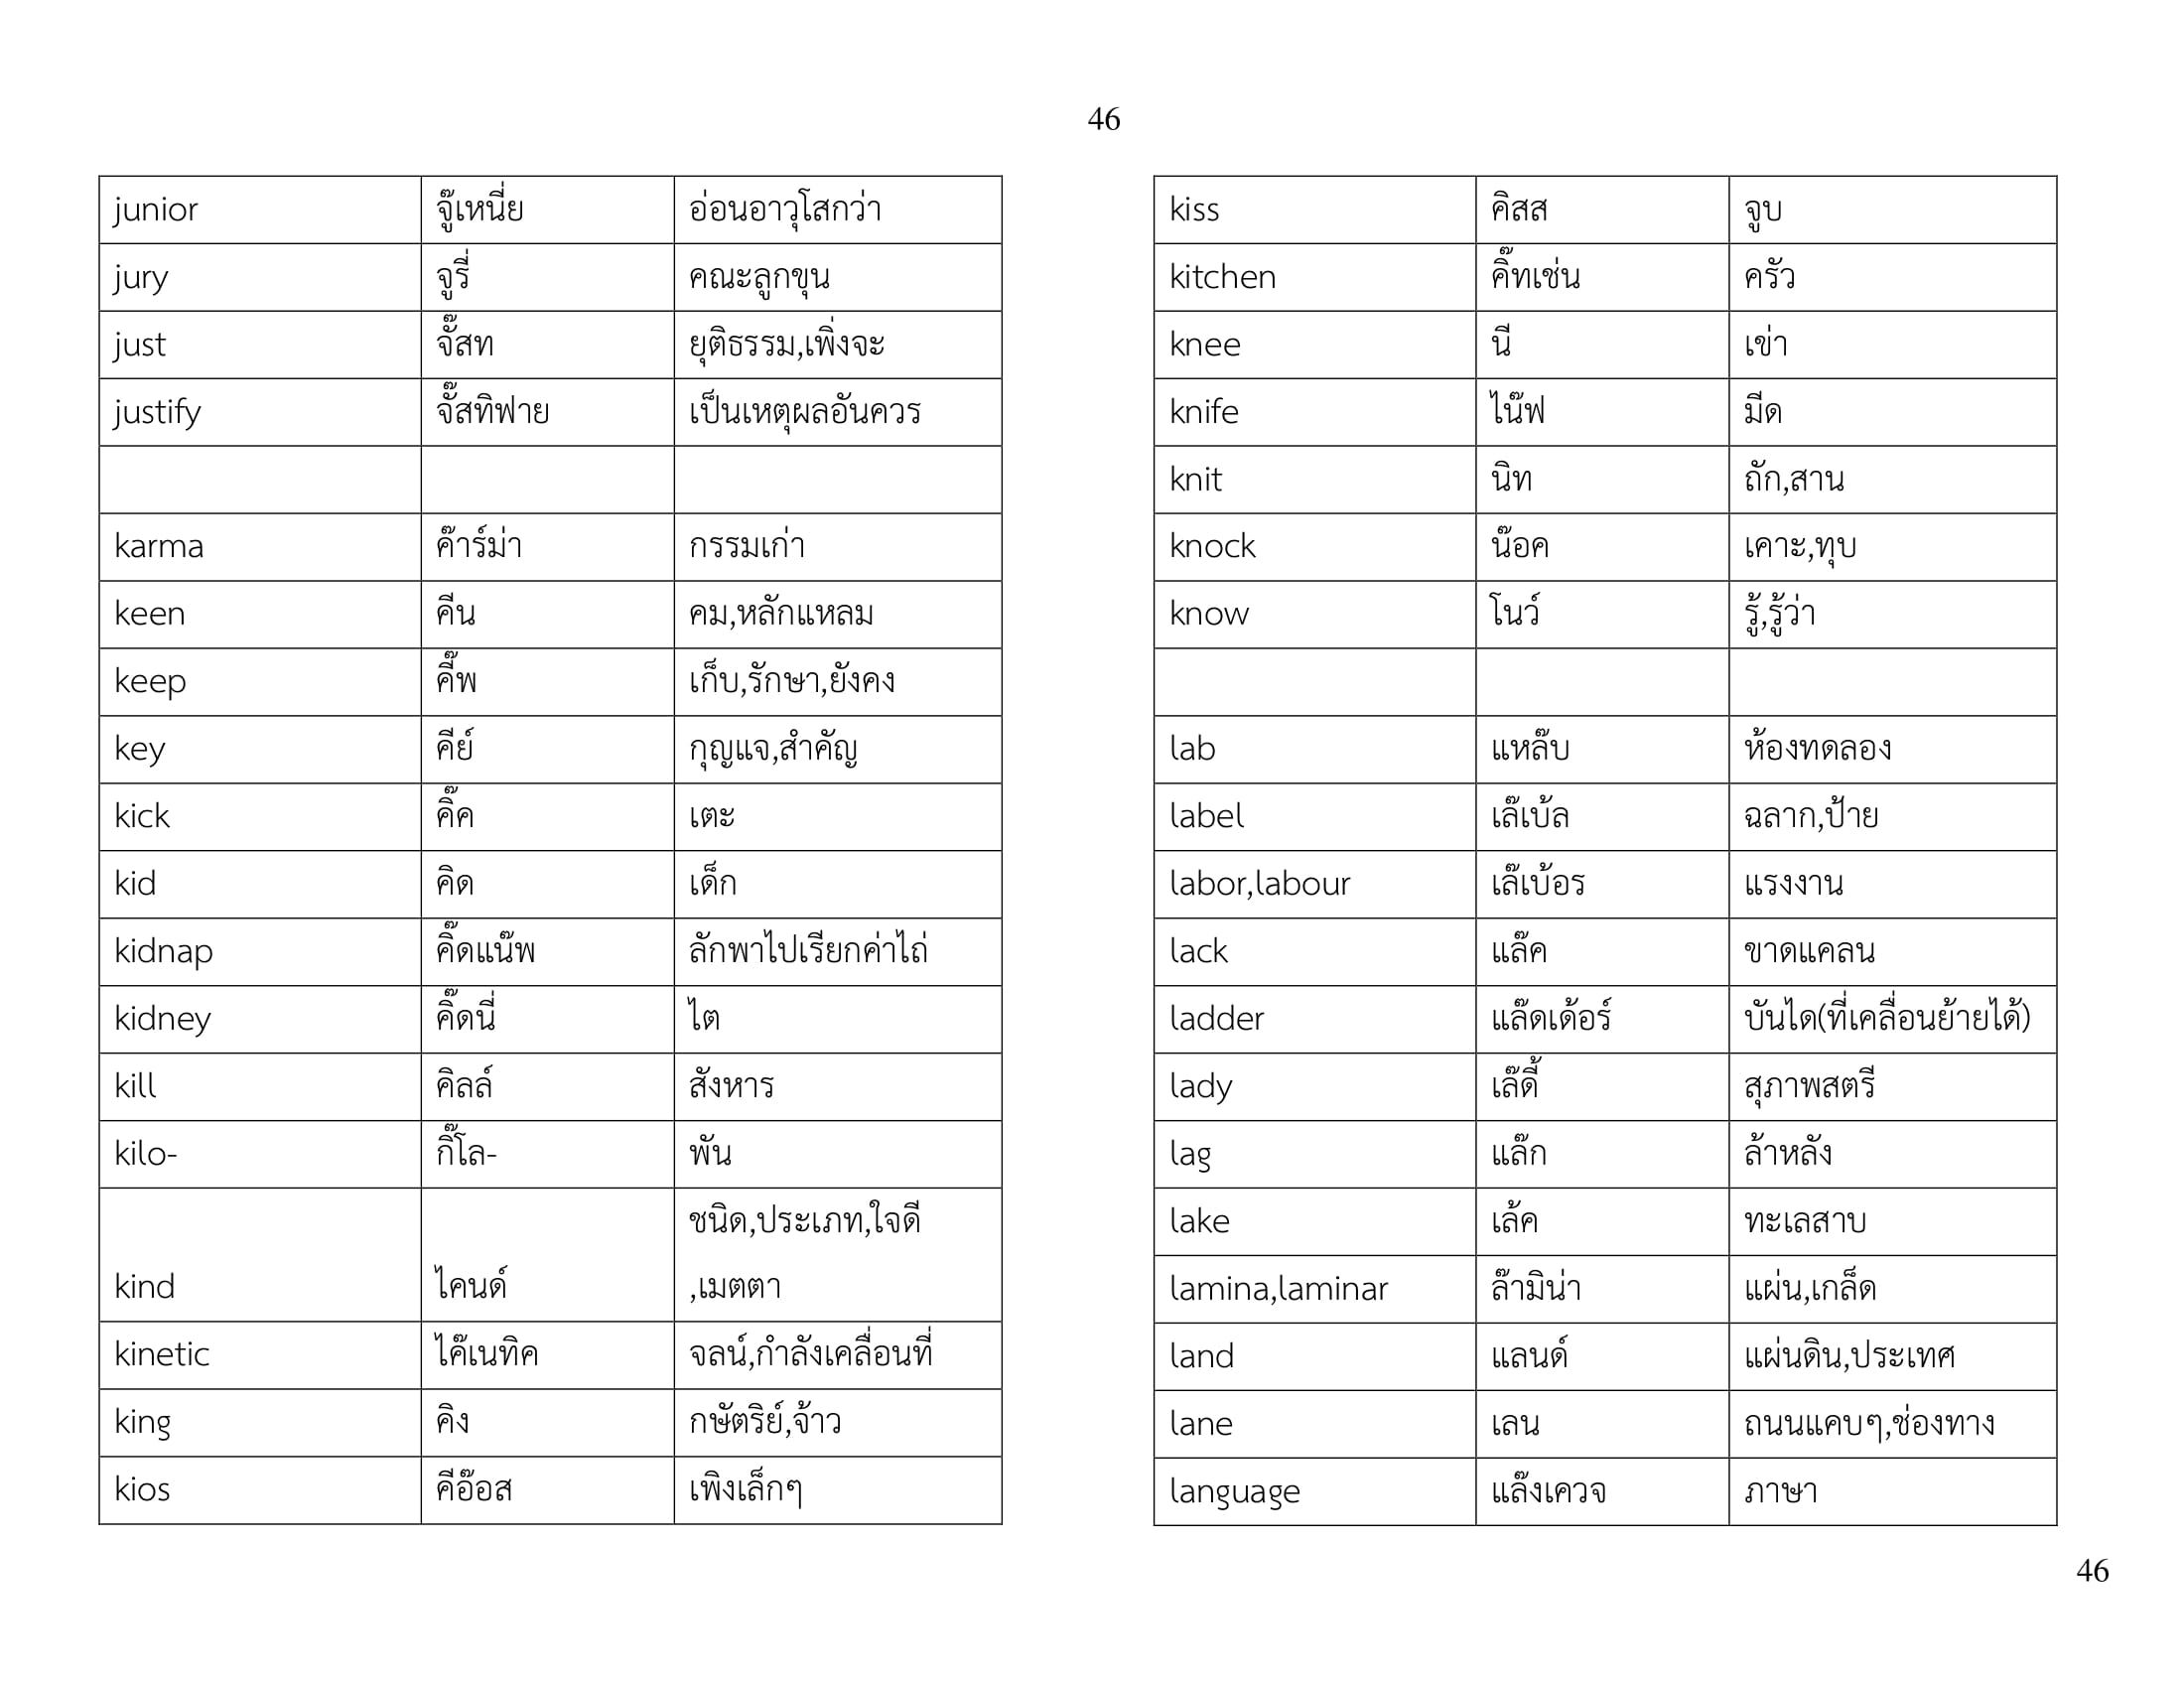 46
junior จู๊เหนี่ย อ่อนอาวุโสกว่า
jury จูรี่ คณะลูกขุน
just จั๊สท ยุติธรรม,เพิ่งจะ
justify จั๊สทิฟาย เป็นเหตุผลอันควร
karma ค๊าร์ม่า กรรมเก่า
keen คีน คม,หลักแหลม
keep คี๊พ เก็บ,รักษา,ยังคง
key คีย์ กุญแจ,สำคัญ
kick คิ๊ค เตะ
kid คิด เด็ก
kidnap คิ๊ดแน๊พ ลักพาไปเรียกค่าไถ่
kidney คิ๊ดนี่ ไต
kill คิลล์ สังหาร
kilo- กิ๊โล- พัน
ชนิด,ประเภท,ใจดี
kind ไคนด์ ,เมตตา
kinetic ไค๊เนทิค จลน์,กำลังเคลื่อนที่
king คิง กษัตริย์,จ้าว
kios คีอ๊อส เพิงเล็กๆ
kiss คิสส จูบ
kitchen คิ๊ทเช่น ครัว
knee นี เข่า
knife ไน๊ฟ มีด
knit นิท ถัก,สาน
knock น๊อค เคาะ,ทุบ
know โนว์ รู้,รู้ว่า
lab แหล๊บ ห้องทดลอง
label เล๊เบ้ล ฉลาก,ป้าย
labor,labour เล๊เบ้อร แรงงาน
lack แล๊ค ขาดแคลน
ladder แล๊ดเด้อร์ บันได(ที่เคลื่อนย้ายได้)
lady เล๊ดี้ สุภาพสตรี
lag แล๊ก ล้าหลัง
lake เล้ค ทะเลสาบ
lamina,laminar ล๊ามิน่า แผ่น,เกล็ด
land แลนด์ แผ่นดิน,ประเทศ
lane เลน ถนนแคบๆ,ช่องทาง
language แล๊งเควจ ภาษา
46